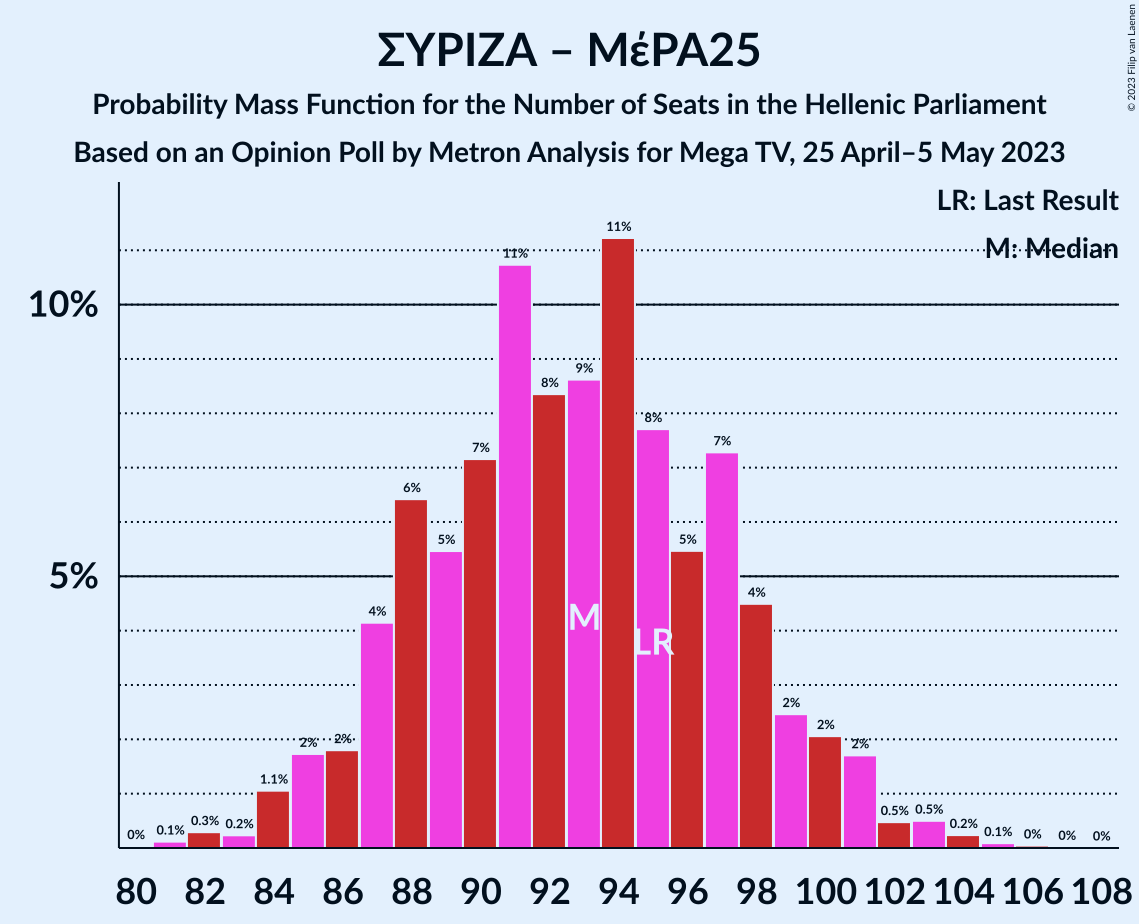 ΣΥΡΙΖΑ – ΜέΡΑ25
Probability Mass Function for the Number of Seats in the Hellenic Parliament
Based on an Opinion Poll by Metron Analysis for Mega TV, 25 April–5 May 2023
© 2023 Filip van Laenen
LR: Last Result
M: Median
10%
5%
0% 0.1% 0.3% 0.2% 1.1% 2% 2% 4% 6% 5% 7% 11% 8% 9% 11% 8% 5% 7% 4% 2% 2% 2% 0.5% 0.5% 0.2% 0.1% 0% 0% 0%
M
LR
80 82 84 86 88 90 92 94 96 98 100 102 104 106 108